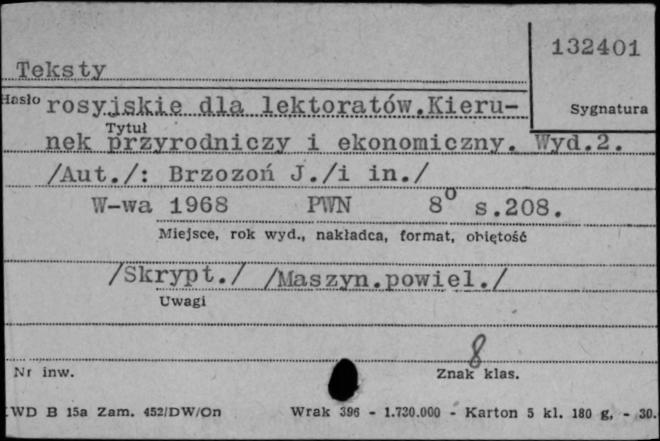 132401
Teksty
Hasło rosyjskie dla lektoratów.Kieru- Sygnatura
Tytuł
nek przyrodniczy i ekonomiczny. Wyd.2.
/Aut./: Brzozoń J./i in./
W-wa 1968 PWN 8° s.208.
Miejsce, rok wyd., nakładca, format, objętość
/Skrypt./ /Maszyn.powiel./
Uwagi
8
Nr inw. Znak klas.
WD B 15a Zam. 452/DW/On Wrak 396 - 1.730.000 - Karton 5 kl. 180 g, - 30.